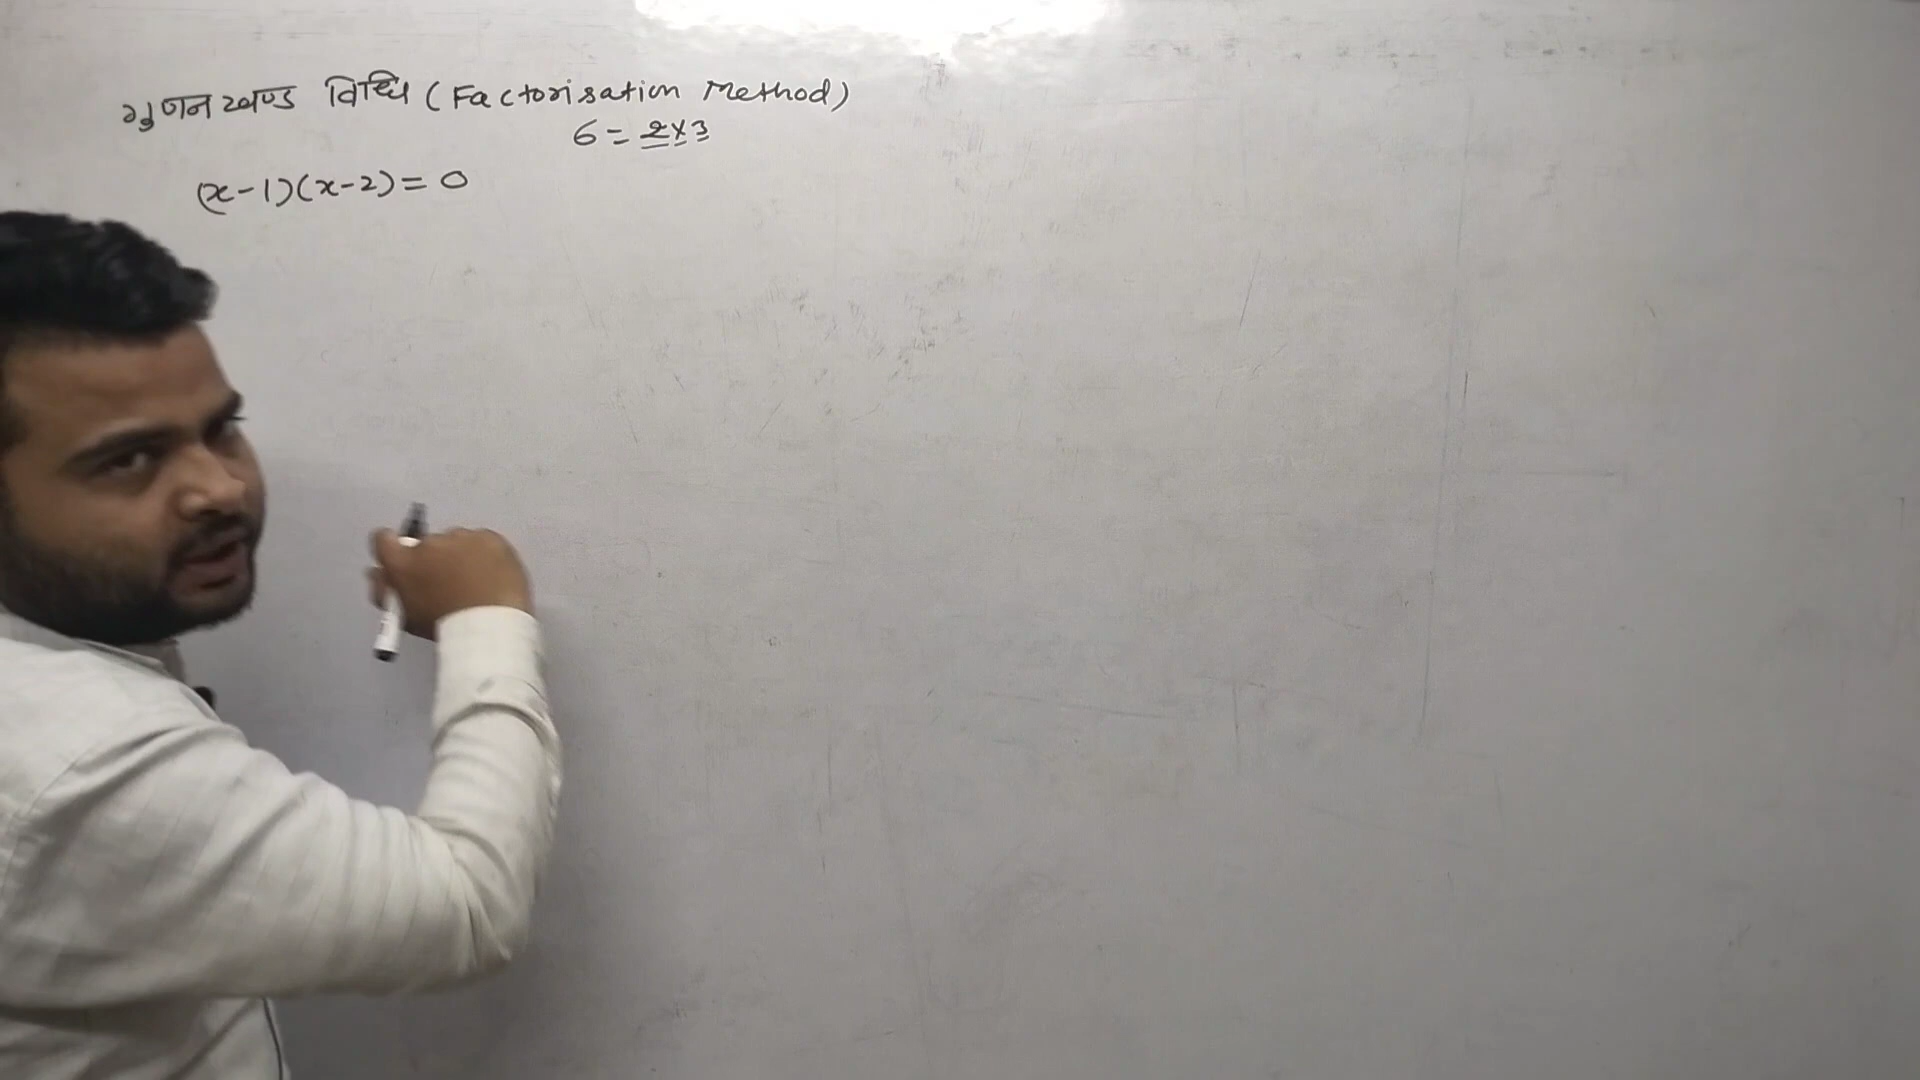 गुणनखण्ड विधि (Factorisation Method)
6 = 2×3
(x-1)(x-2) = 0